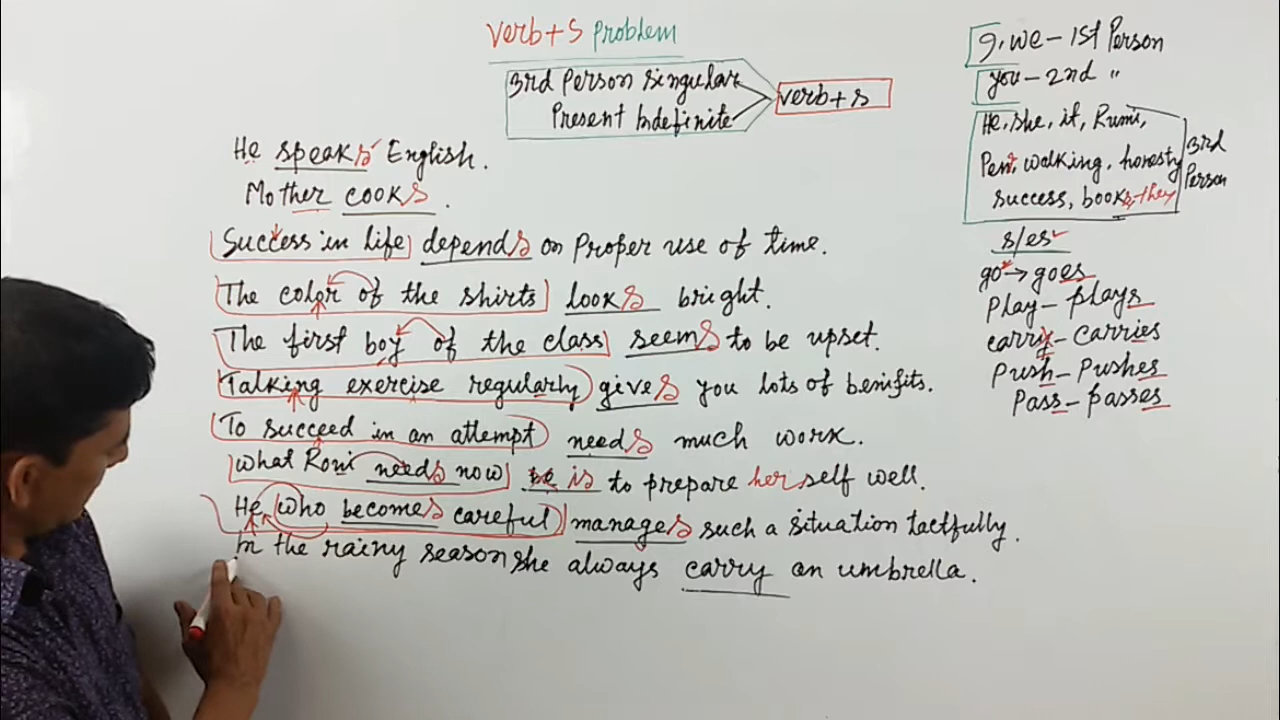 verb+s problem
3rd Person singular
Present Indefinite
verb+s
He speaks English.
Mother cooks.
Success in life depends on proper use of time.
The color of the shirts looks bright.
The first boy of the class seems to be upset.
Talking exercise regularly gives you lots of benifits.
To succeed in an attempt needs much work.
what Roni needs now is to prepare herself well.
He who becomes careful manages such a situation tactfully.
In the rainy season she always carry an umbrella.
I, we - 1st Person
you - 2nd "
He, she, it, Rumi,
Pen, walking, honesty
success, books, they
3rd
Person
s/es
go → goes
Play - plays
carry - carries
Push - Pushes
Pass - passes